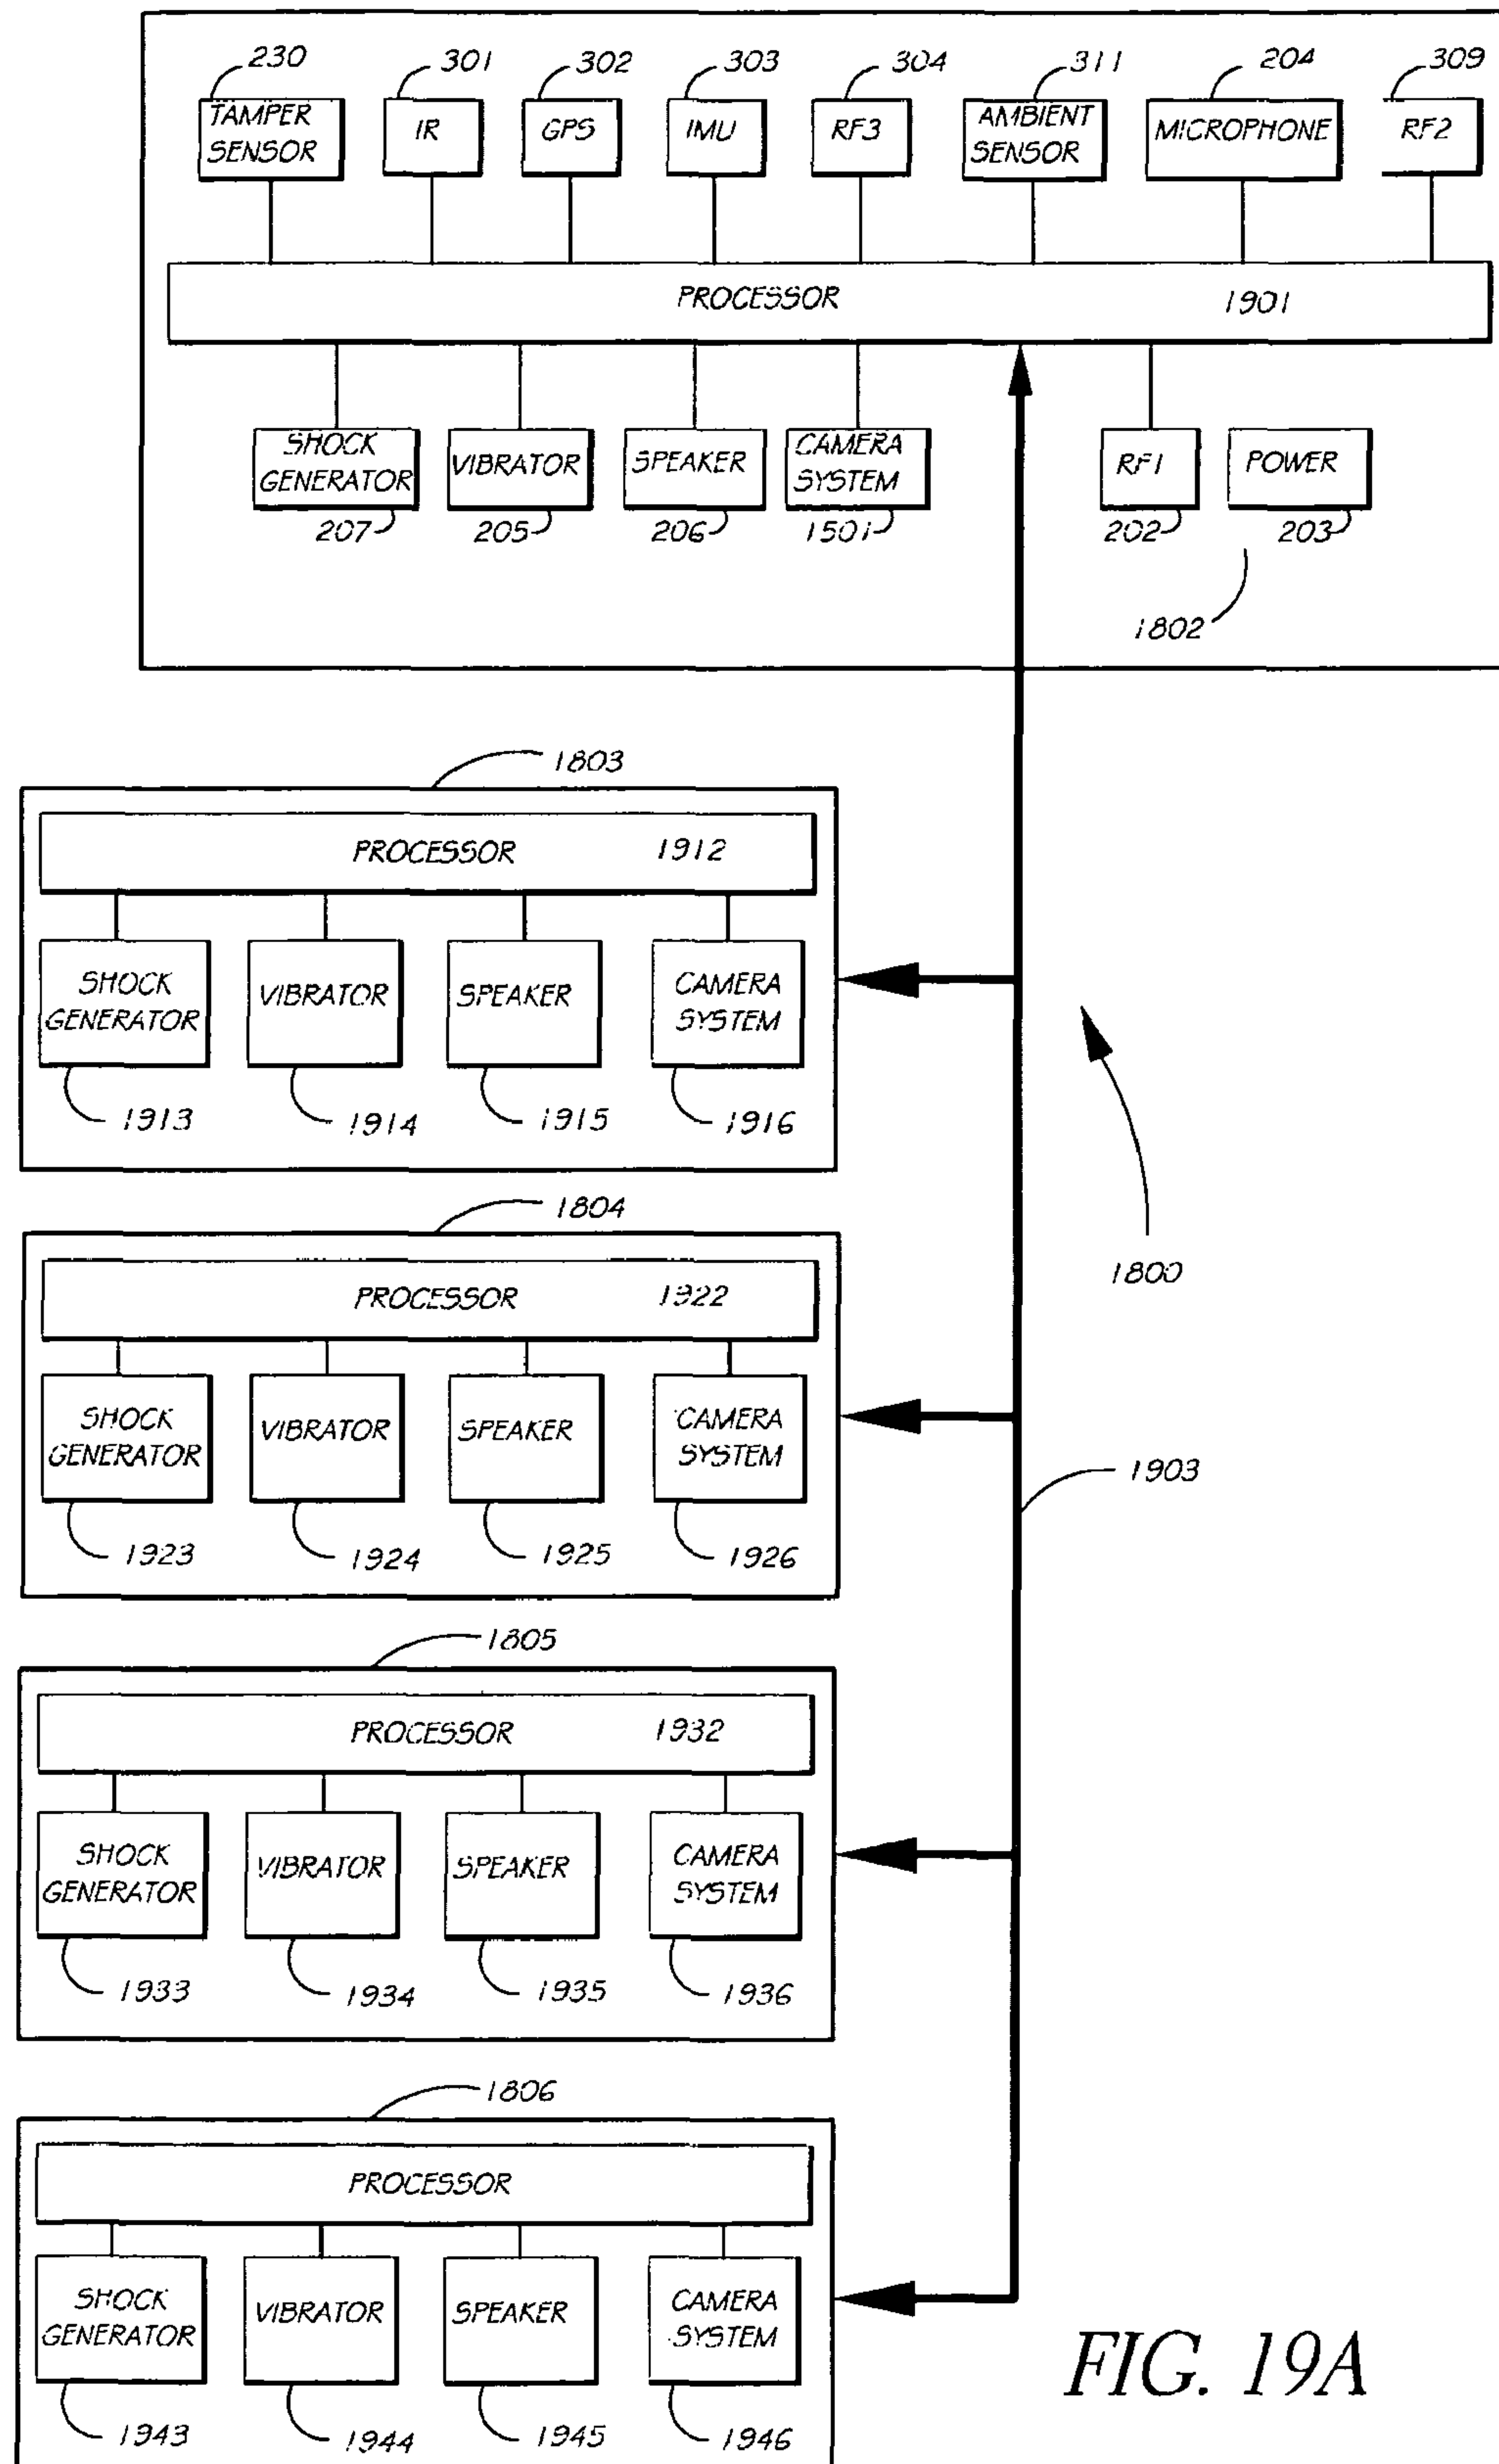 230 301 302 303 304 311 204 309
TAMPER SENSOR IR GPS IMU RF3 AMBIENT SENSOR MICROPHONE RF2
PROCESSOR 1901
SHOCK GENERATOR VIBRATOR SPEAKER CAMERA SYSTEM RF1 POWER
207 205 206 1501 202 203
1802
1803
PROCESSOR 1912
SHOCK GENERATOR VIBRATOR SPEAKER CAMERA SYSTEM
1913 1914 1915 1916
1804
1800
PROCESSOR 1922
SHOCK GENERATOR VIBRATOR SPEAKER CAMERA SYSTEM
1903
1923 1924 1925 1926
1805
PROCESSOR 1932
SHOCK GENERATOR VIBRATOR SPEAKER CAMERA SYSTEM
1933 1934 1935 1936
1806
PROCESSOR
SHOCK GENERATOR VIBRATOR SPEAKER CAMERA SYSTEM
1943 1944 1945 1946
FIG. 19A